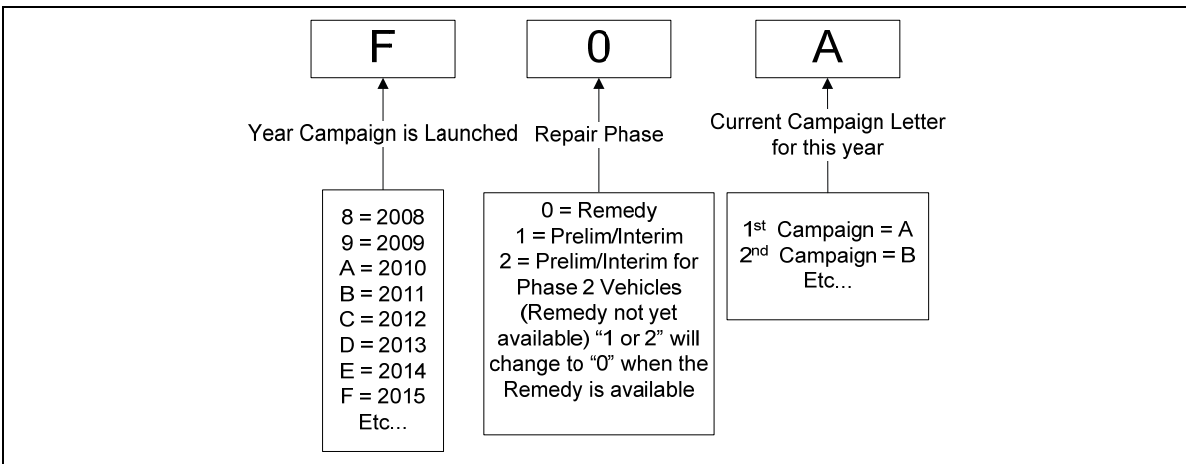 F
0
A
Year Campaign is Launched
Repair Phase
Current Campaign Letter
for this year
8 = 2008
9 = 2009
A = 2010
B = 2011
C = 2012
D = 2013
E = 2014
F = 2015
Etc...
0 = Remedy
1 = Prelim/Interim
2 = Prelim/Interim for
Phase 2 Vehicles
(Remedy not yet
available) “1 or 2” will
change to “0” when the
Remedy is available
1st Campaign = A
2nd Campaign = B
Etc...